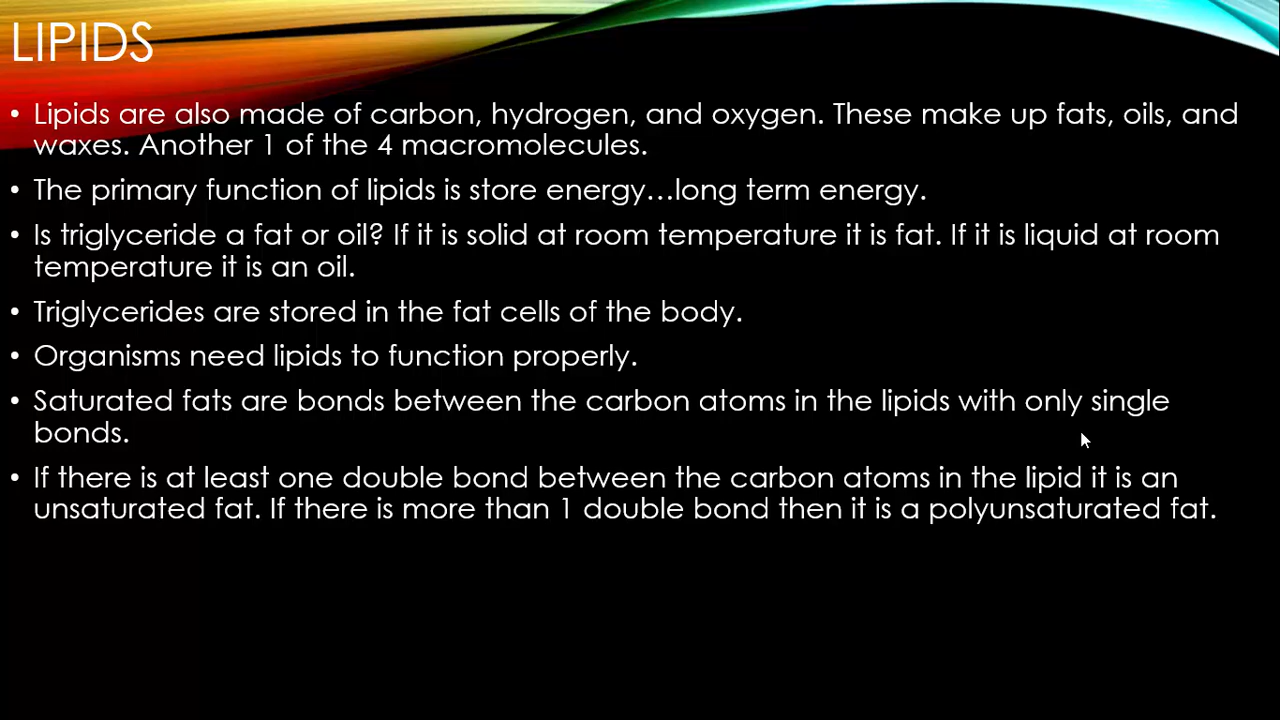 LIPIDS
• Lipids are also made of carbon, hydrogen, and oxygen. These make up fats, oils, and
waxes. Another 1 of the 4 macromolecules.
• The primary function of lipids is store energy...long term energy.
• Is triglyceride a fat or oil? If it is solid at room temperature it is fat. If it is liquid at room
temperature it is an oil.
• Triglycerides are stored in the fat cells of the body.
• Organisms need lipids to function properly.
• Saturated fats are bonds between the carbon atoms in the lipids with only single
bonds.
• If there is at least one double bond between the carbon atoms in the lipid it is an
unsaturated fat. If there is more than 1 double bond then it is a polyunsaturated fat.